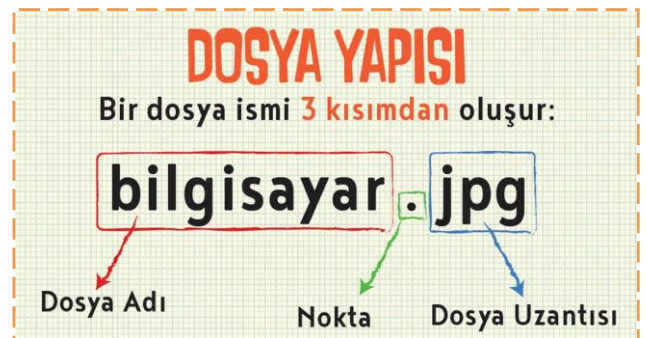 DOSYA YAPISI
Bir dosya ismi 3 kısımdan oluşur:
bilgisayar.jpg
Dosya Adı
Nokta
Dosya Uzantısı